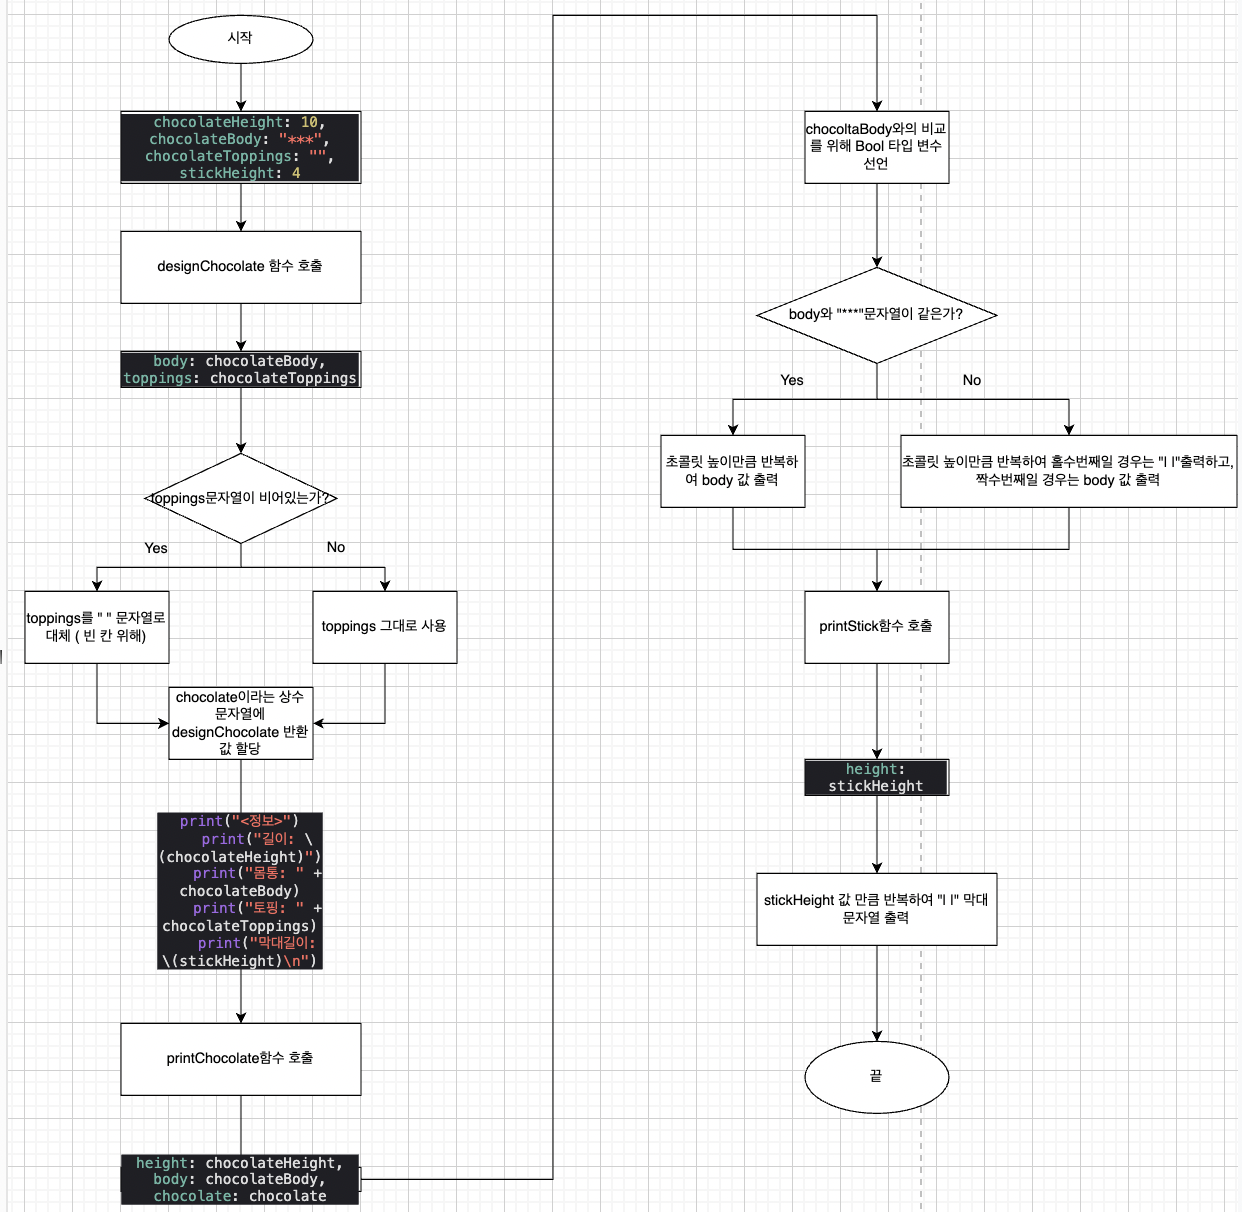 시작
chocolateHeight: 10,
chocolateBody: "***",
chocolateToppings: "",
stickHeight: 4
designChocolate 함수 호출
body: chocolateBody,
toppings: chocolateToppings
toppings문자열이 비어있는가?
Yes
No
toppings를 " " 문자열로
대체 ( 빈 칸 위해)
toppings 그대로 사용
chocolate이라는 상수
문자열에
designChocolate 반환
값 할당
print("<정보>")
print("길이: \
(chocolateHeight)")
print("몸통: " +
chocolateBody)
print("토핑: " +
chocolateToppings)
print("막대길이:
\(stickHeight)\n")
printChocolate함수 호출
height: chocolateHeight,
body: chocolateBody,
chocolate: chocolate
chocoltaBody와의 비교
를 위해 Bool 타입 변수
선언
body와 "***"문자열이 같은가?
Yes
No
초콜릿 높이만큼 반복하
여 body 값 출력
초콜릿 높이만큼 반복하여 홀수번째일 경우는 "| |"출력하고,
짝수번째일 경우는 body 값 출력
printStick함수 호출
height:
stickHeight
stickHeight 값 만큼 반복하여 "| |" 막대
문자열 출력
끝